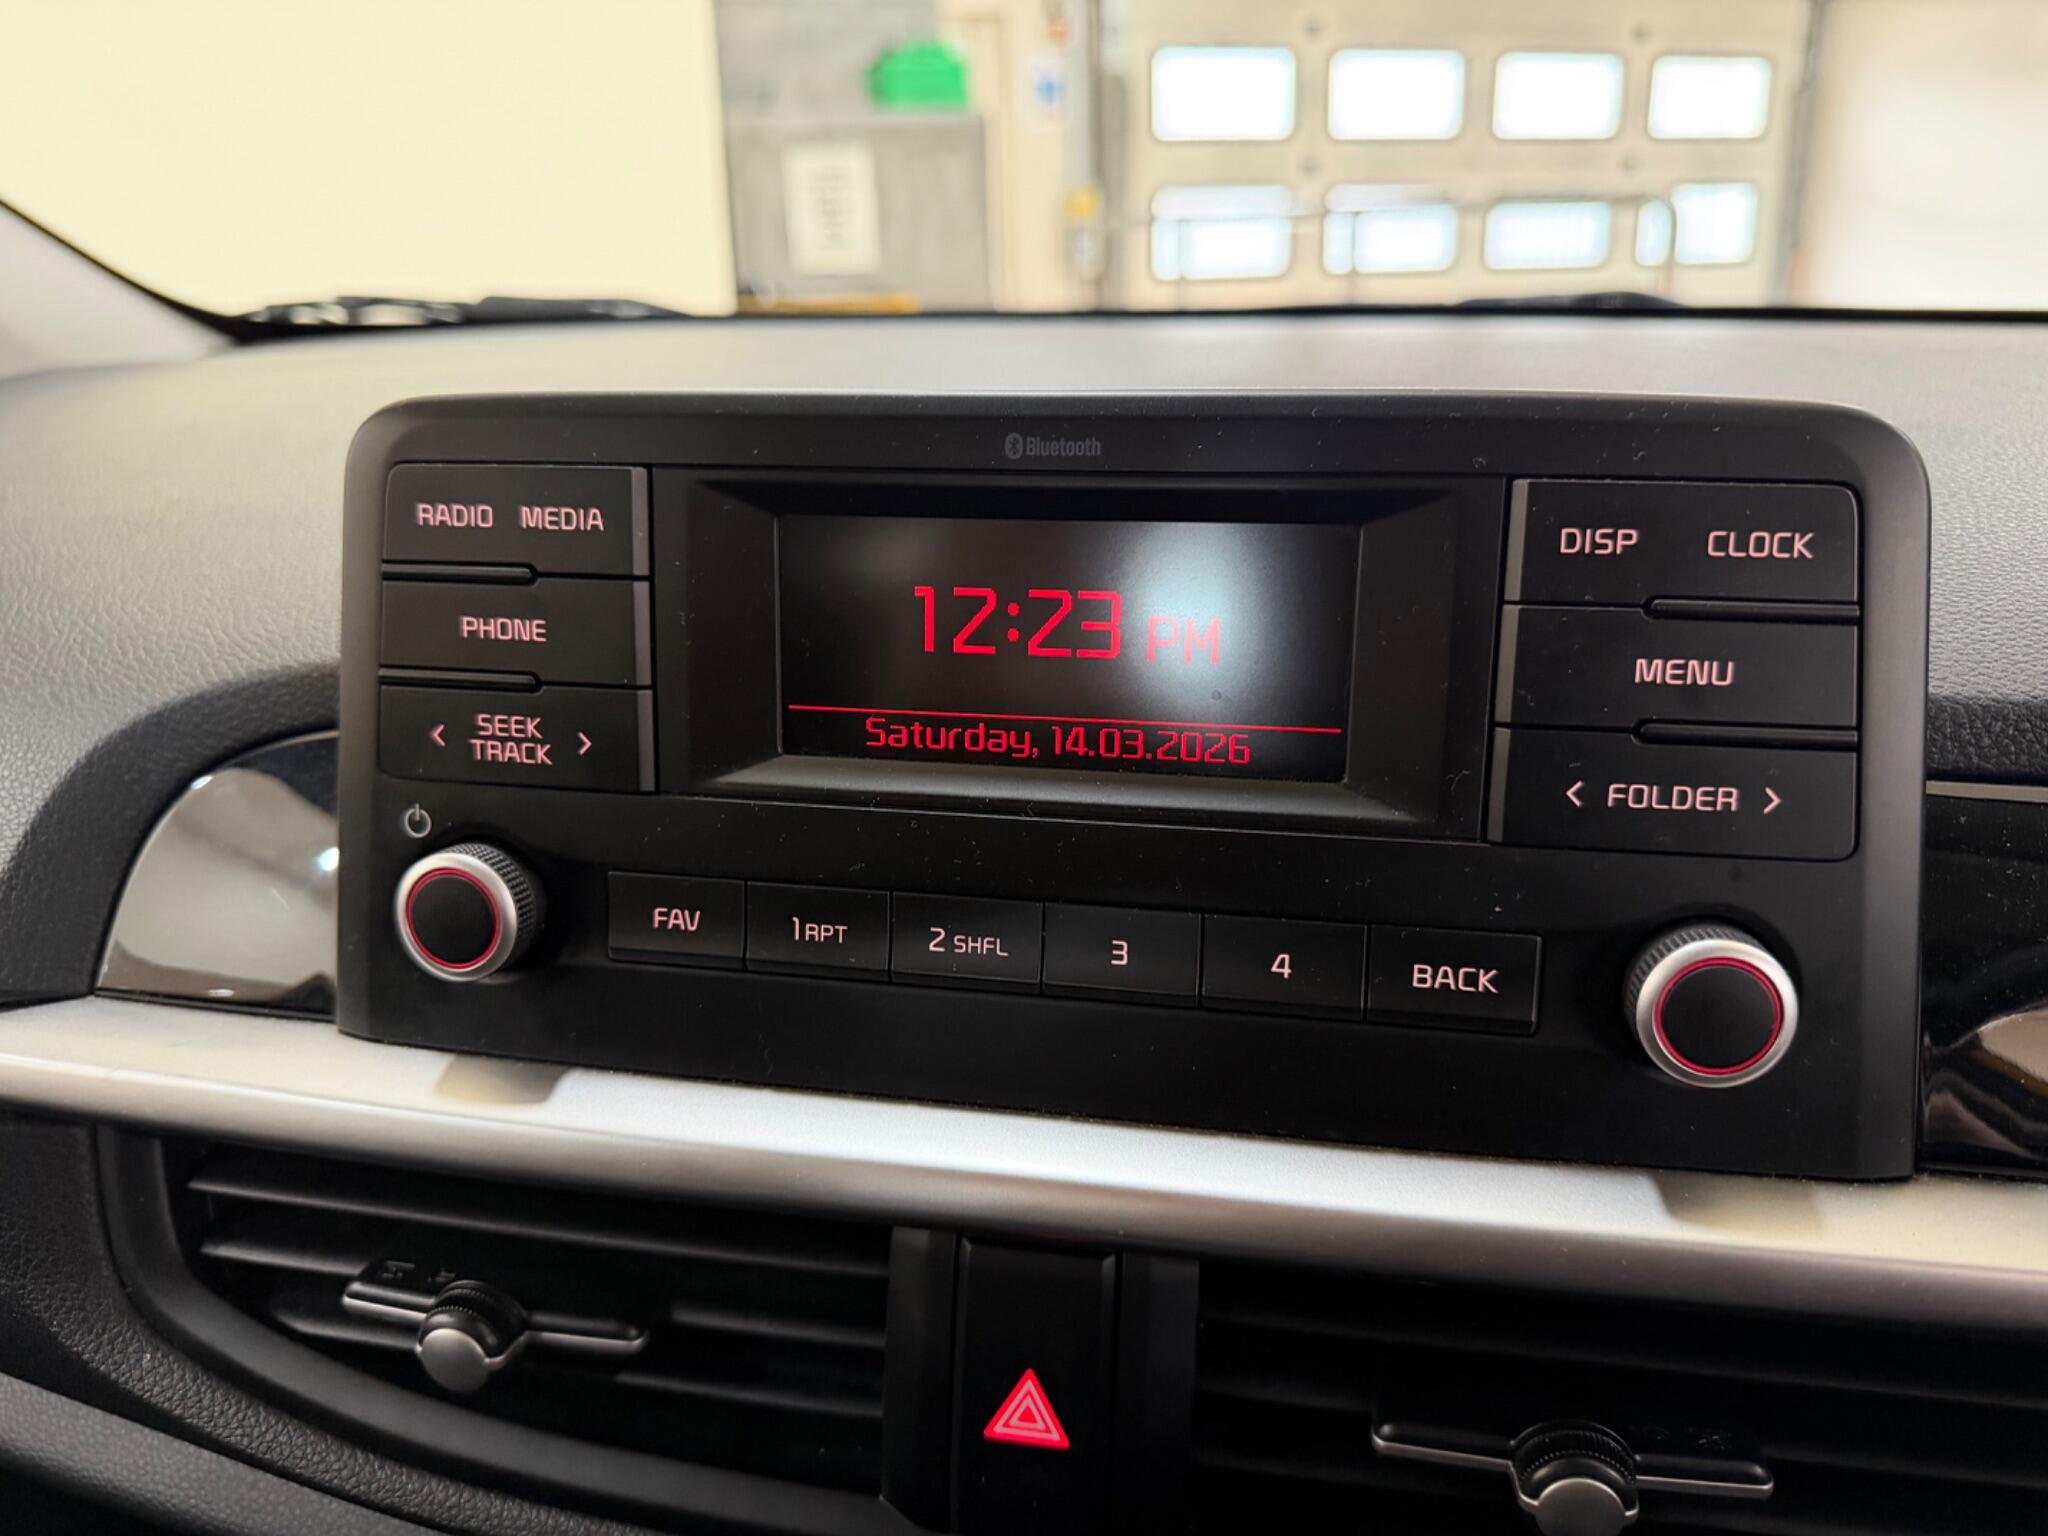 Bluetooth
RADIO MEDIA
PHONE
< SEEK TRACK >
12:23 PM
Saturday, 14.03.2026
DISP CLOCK
MENU
< FOLDER >
FAV 1 RPT 2 SHFL 3 4 BACK